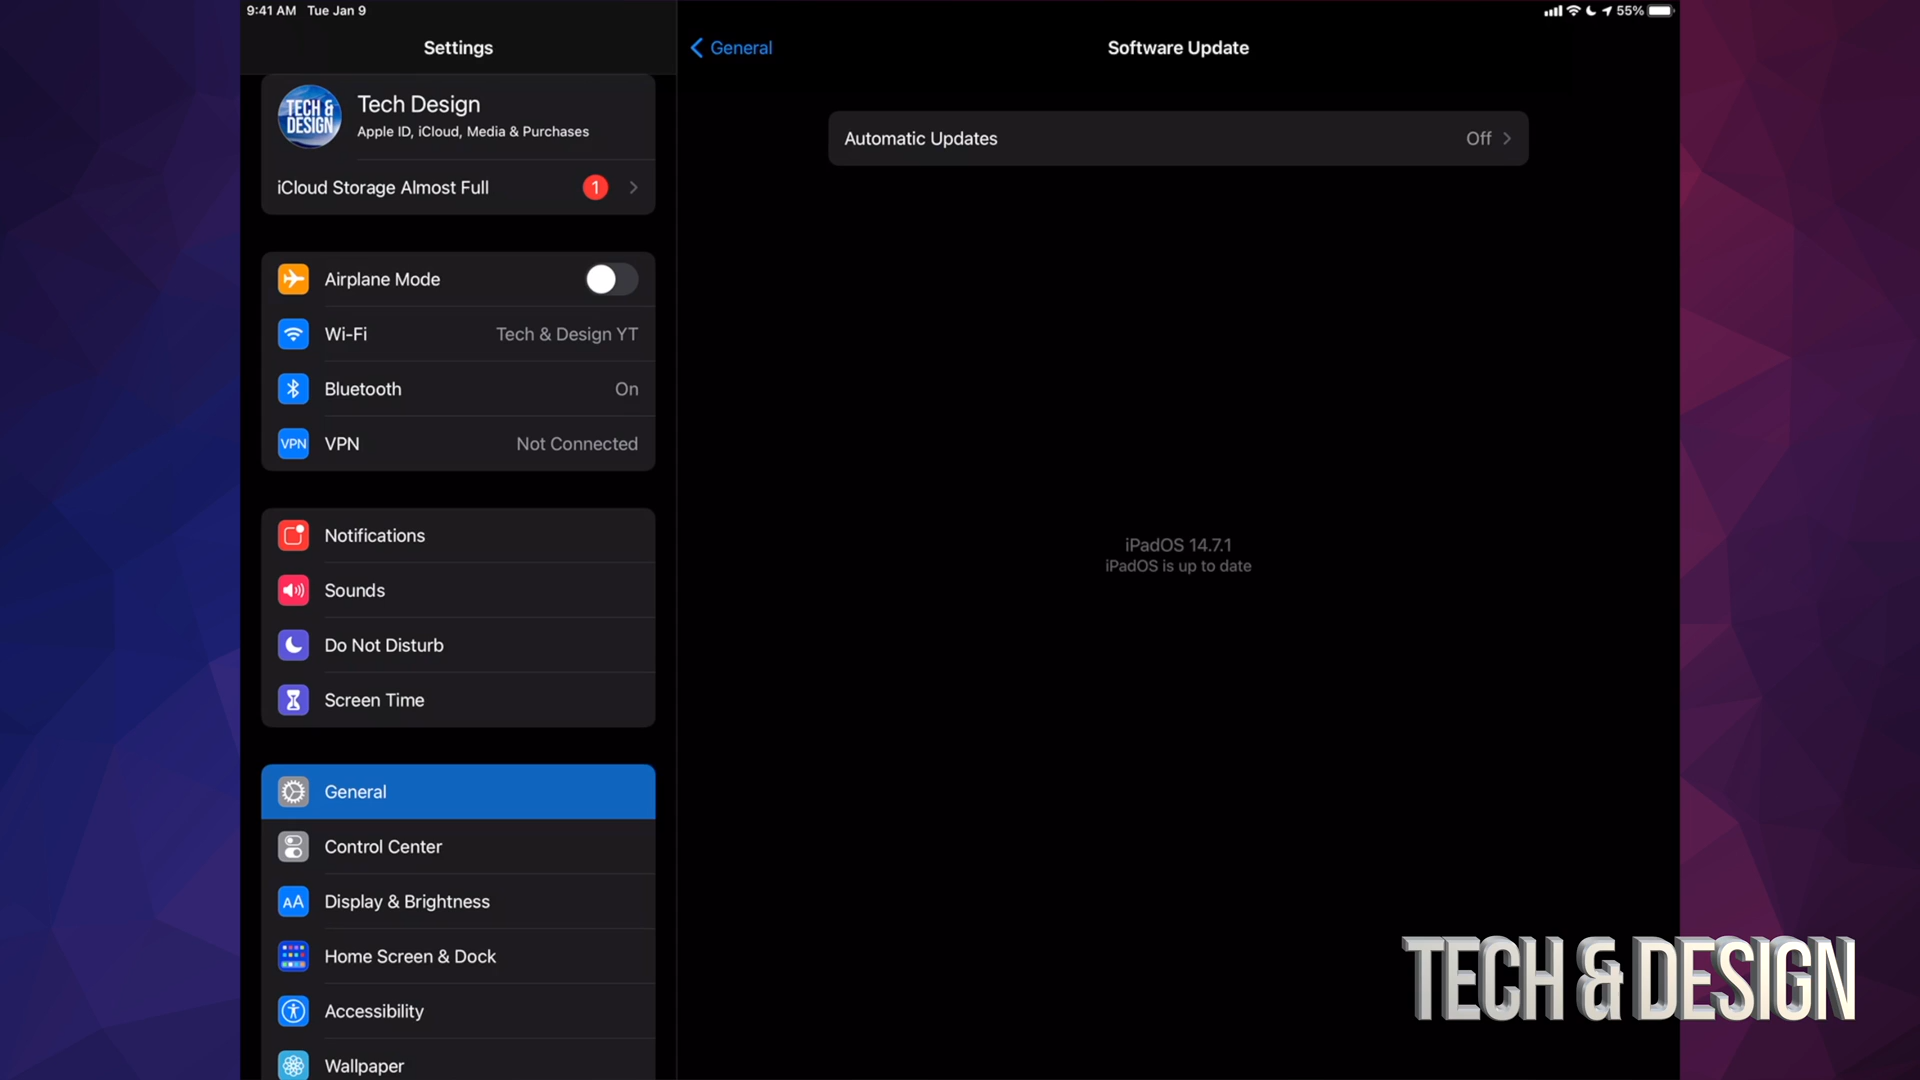 9:41 AM Tue Jan 9
55%
Settings
TECH &
DESIGN
Tech Design
Apple ID, iCloud, Media & Purchases
iCloud Storage Almost Full 1
Airplane Mode
Wi-Fi Tech & Design YT
Bluetooth On
VPN VPN Not Connected
Notifications
Sounds
Do Not Disturb
Screen Time
General
Control Center
AA Display & Brightness
Home Screen & Dock
Accessibility
Wallpaper
General
Software Update
Automatic Updates Off
iPadOS 14.7.1
iPadOS is up to date
TECH & DESIGN